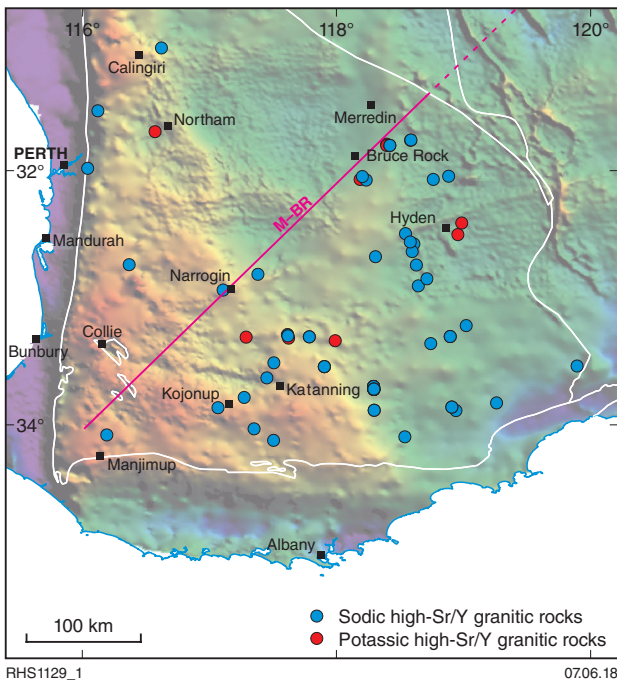 116° 118° 120°
Calingiri
Northam
Merredin
PERTH
Bruce Rock
32°
M–BR
Hyden
Mandurah
Narrogin
Collie
Bunbury
Katanning
Kojonup
34°
Manjimup
Albany
Sodic high-Sr/Y granitic rocks
100 km
Potassic high-Sr/Y granitic rocks
RHS1129_1 07.06.18